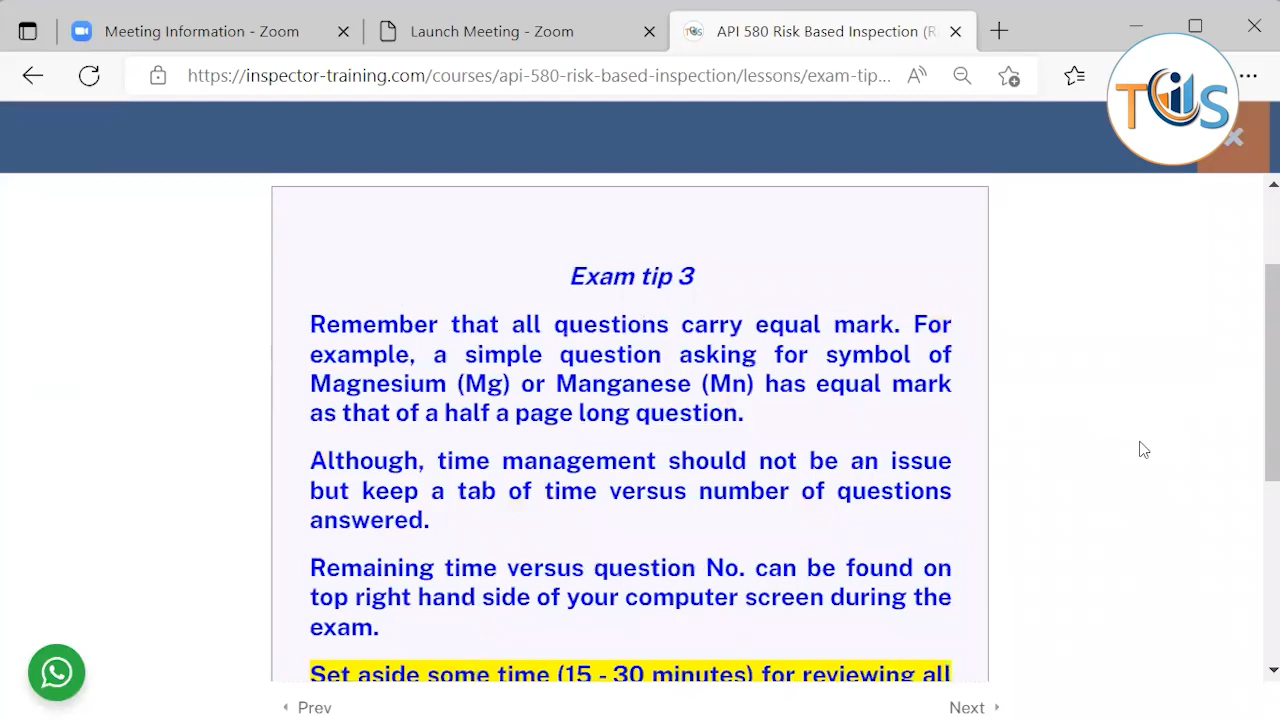 Meeting Information - Zoom
Launch Meeting - Zoom
API 580 Risk Based Inspection (R
https://inspector-training.com/courses/api-580-risk-based-inspection/lessons/exam-tip...
TCIS
Exam tip 3
Remember that all questions carry equal mark. For
example, a simple question asking for symbol of
Magnesium (Mg) or Manganese (Mn) has equal mark
as that of a half a page long question.
Although, time management should not be an issue
but keep a tab of time versus number of questions
answered.
Remaining time versus question No. can be found on
top right hand side of your computer screen during the
exam.
Set aside some time (15 - 30 minutes) for reviewing all
Prev
Next